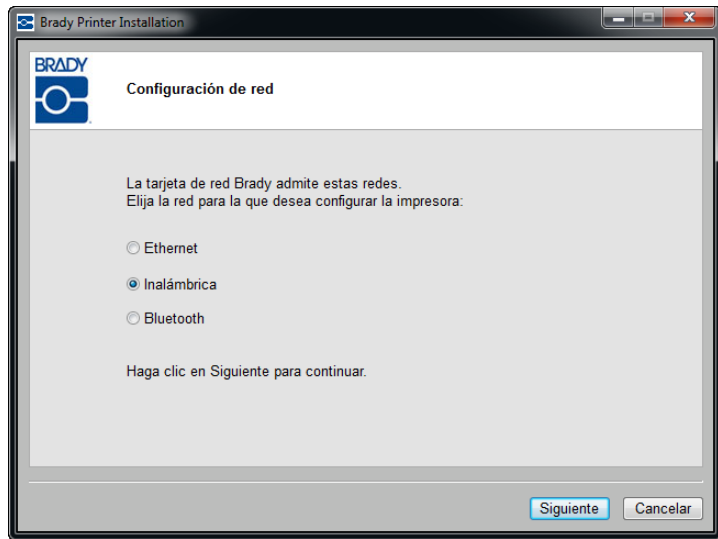 Brady Printer Installation
BRADY
Configuración de red
La tarjeta de red Brady admite estas redes.
Elija la red para la que desea configurar la impresora:
Ethernet
Inalámbrica
Bluetooth
Haga clic en Siguiente para continuar.
Siguiente
Cancelar